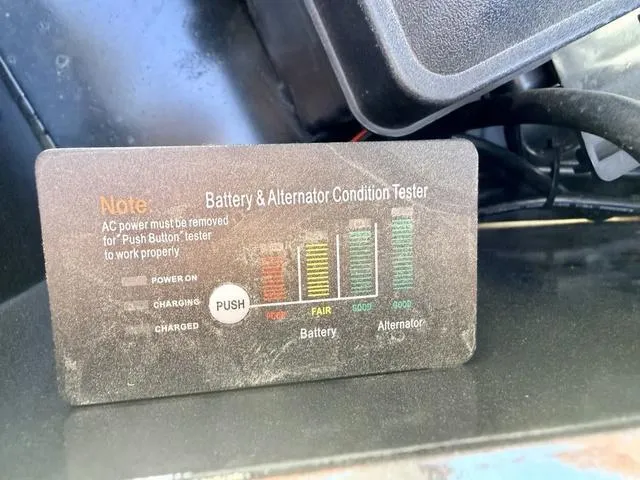 Note:
Battery & Alternator Condition Tester
AC power must be removed
for "Push Button" tester
to work properly
POWER ON
CHARGING
CHARGED
PUSH
POOR
FAIR
GOOD
GOOD
Battery
Alternator